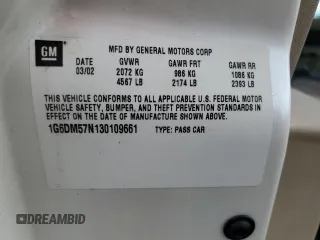 GM
MFD BY GENERAL MOTORS CORP
DATE GVWR GAWR FRT GAWR RR
03/02 2072 KG 986 KG 1086 KG
4567 LB 2174 LB 2393 LB
THIS VEHICLE CONFORMS TO ALL APPLICABLE U.S. FEDERAL MOTOR
VEHICLE SAFETY, BUMPER, AND THEFT PREVENTION STANDARDS IN
EFFECT ON THE DATE OF MANUFACTURE SHOWN ABOVE.
1G6DM57N130109661 TYPE: PASS CAR
DREAMBID